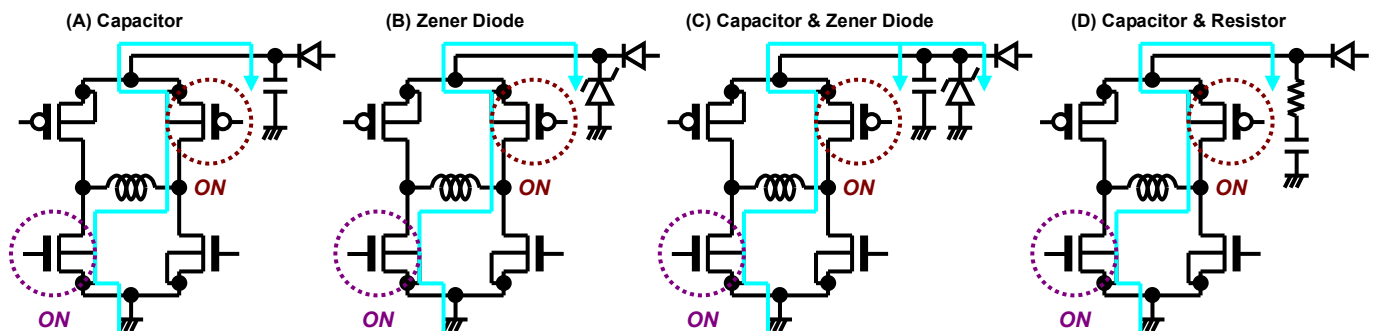 (A) Capacitor
(B) Zener Diode
(C) Capacitor & Zener Diode
(D) Capacitor & Resistor
ON
ON
ON
ON
ON
ON
ON
ON